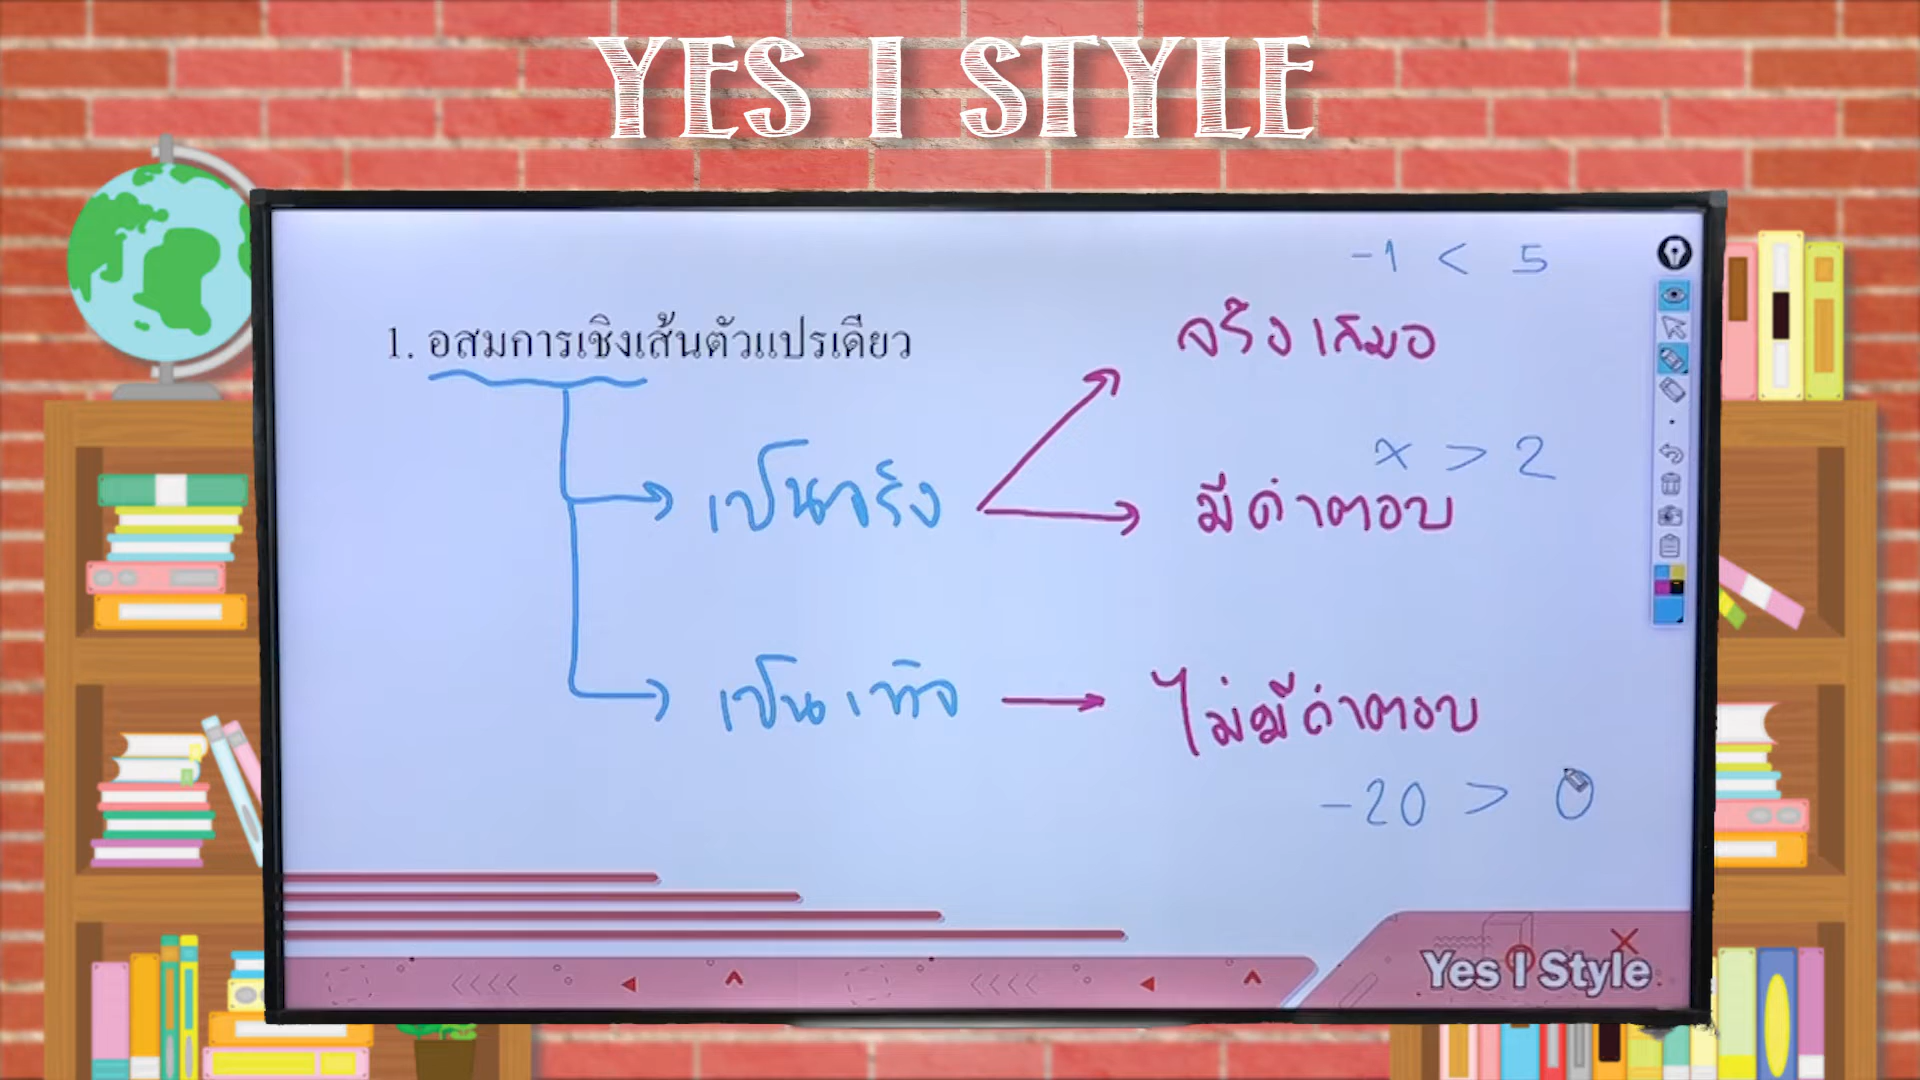 YES I STYLE
-1 < 5
1. อสมการเชิงเส้นตัวแปรเดียว
จริงเสมอ
x > 2
เป็นจริง
มีคำตอบ
เป็นเท็จ
ไม่มีคำตอบ
-20 > 0
Yes I Style